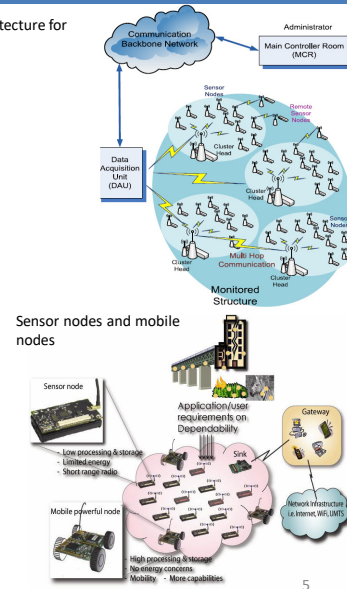 tecture for
Communication
Backbone Network
Administrator
Main Controller Room
(MCR)
Sensor
Nodes
Remote
Sensor
Nodes
Data
Acquisition
Unit
(DAU)
Cluster
Head
Cluster
Head
Sensor
Nodes
Cluster
Head
Multi Hop
Communication
Cluster
Head
Monitored
Structure
Sensor nodes and mobile
nodes
Sensor node
- Low processing & storage
- Limited energy
- Short range radio
Application/user
requirements on
Dependability
Sink
Gateway
Network Infrastructure
i.e. Internet, WiFi, UMTS
Mobile powerful node
- High processing & storage
- No energy concerns
- Mobility - More capabilities
5